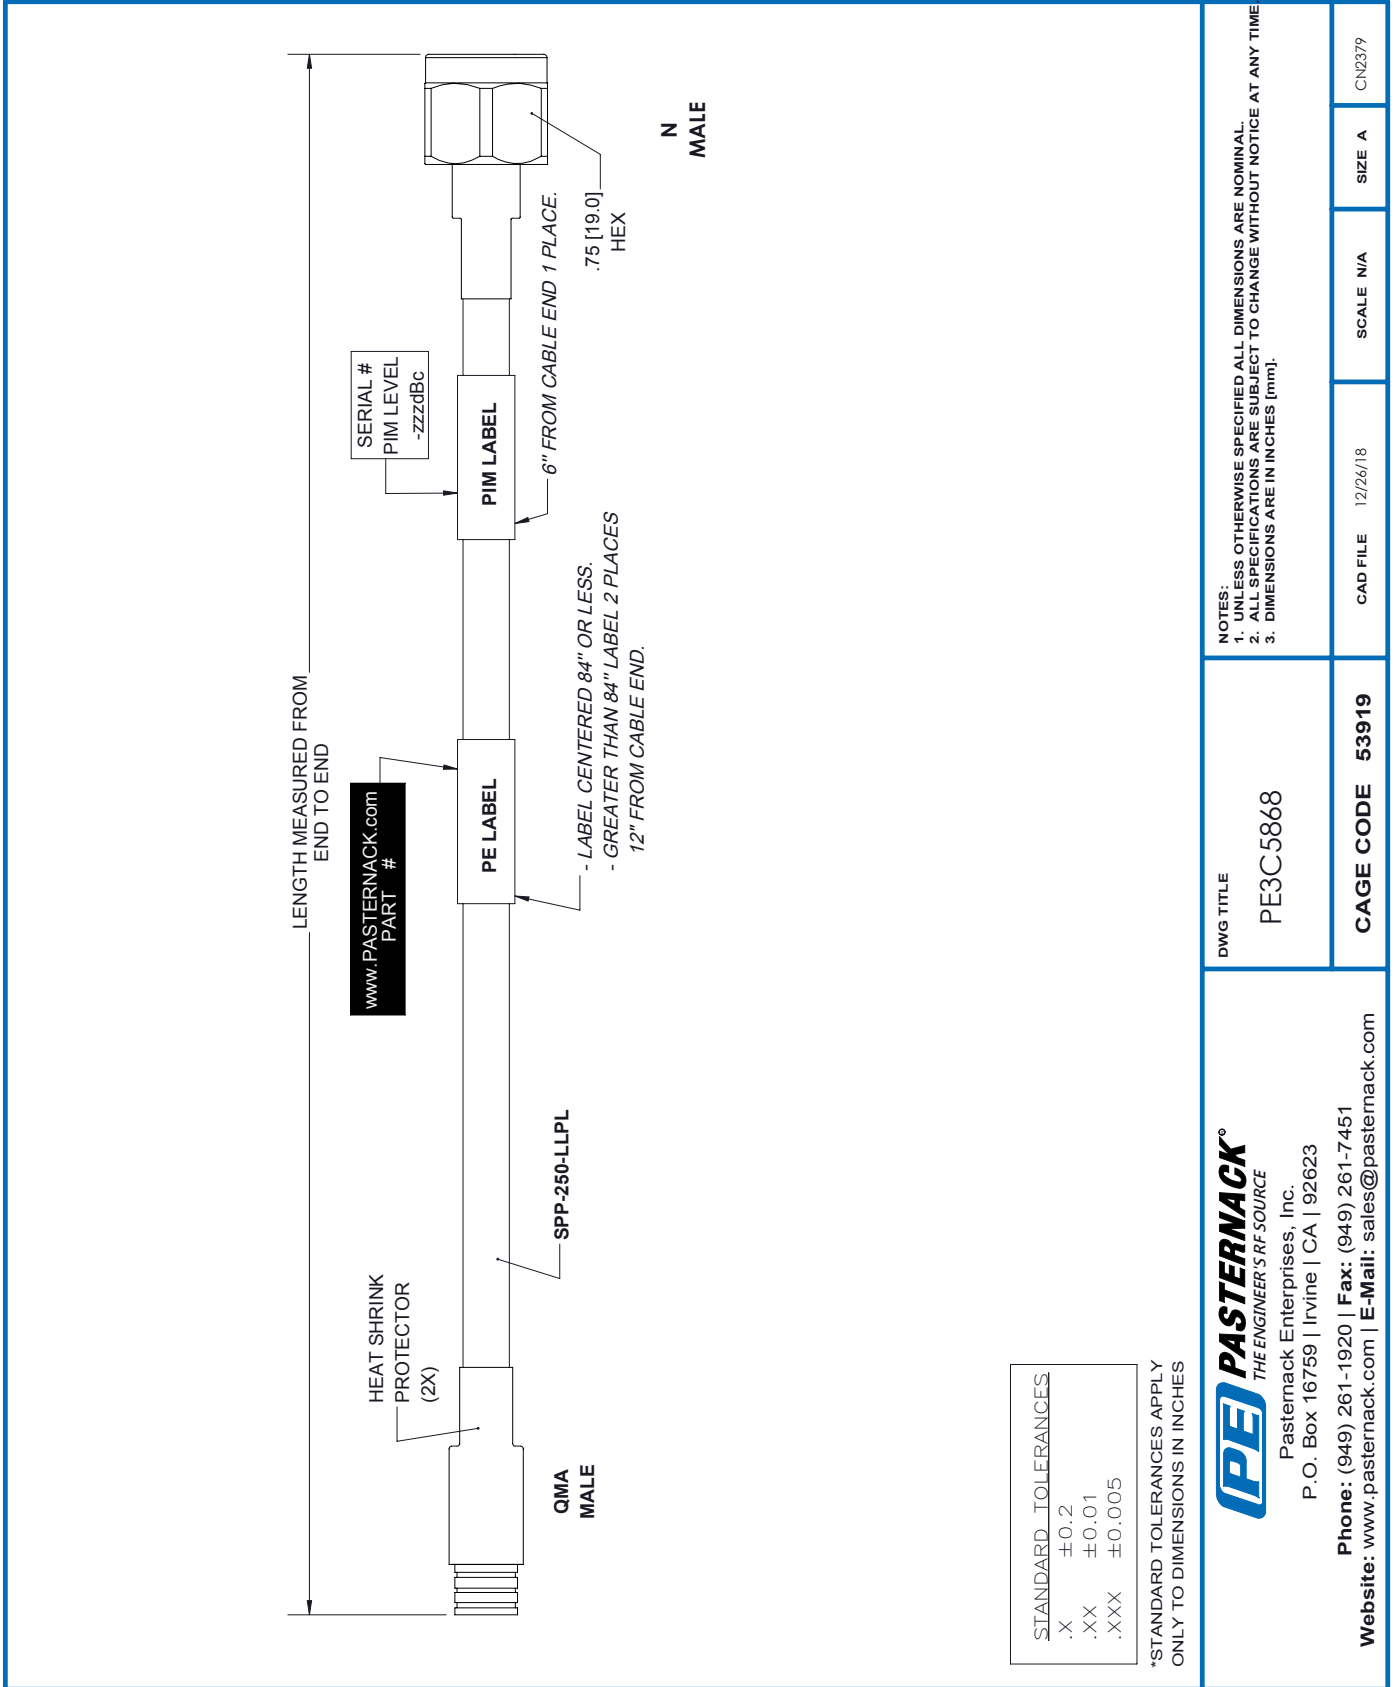 LENGTH MEASURED FROM
END TO END
HEAT SHRINK
PROTECTOR
(2X)
www.PASTERNACK.com
PART #
SERIAL #
PIM LEVEL
-zzzdBc
PE LABEL
PIM LABEL
QMA
MALE
SPP-250-LLPL
- LABEL CENTERED 84" OR LESS.
- GREATER THAN 84" LABEL 2 PLACES
12" FROM CABLE END.
6" FROM CABLE END 1 PLACE.
.75 [19.0]
HEX
N
MALE
STANDARD TOLERANCES
.X ±0.2
.XX ±0.01
.XXX ±0.005
*STANDARD TOLERANCES APPLY
ONLY TO DIMENSIONS IN INCHES
PE PASTERNACK®
THE ENGINEER'S RF SOURCE
Pasternack Enterprises, Inc.
P.O. Box 16759 | Irvine | CA | 92623
Phone: (949) 261-1920 | Fax: (949) 261-7451
Website: www.pasternack.com | E-Mail: sales@pasternack.com
DWG TITLE
PE3C5868
CAGE CODE 53919
NOTES:
1. UNLESS OTHERWISE SPECIFIED ALL DIMENSIONS ARE NOMINAL.
2. ALL SPECIFICATIONS ARE SUBJECT TO CHANGE WITHOUT NOTICE AT ANY TIME.
3. DIMENSIONS ARE IN INCHES [mm].
CAD FILE 12/26/18
SCALE N/A
SIZE A
CN2379